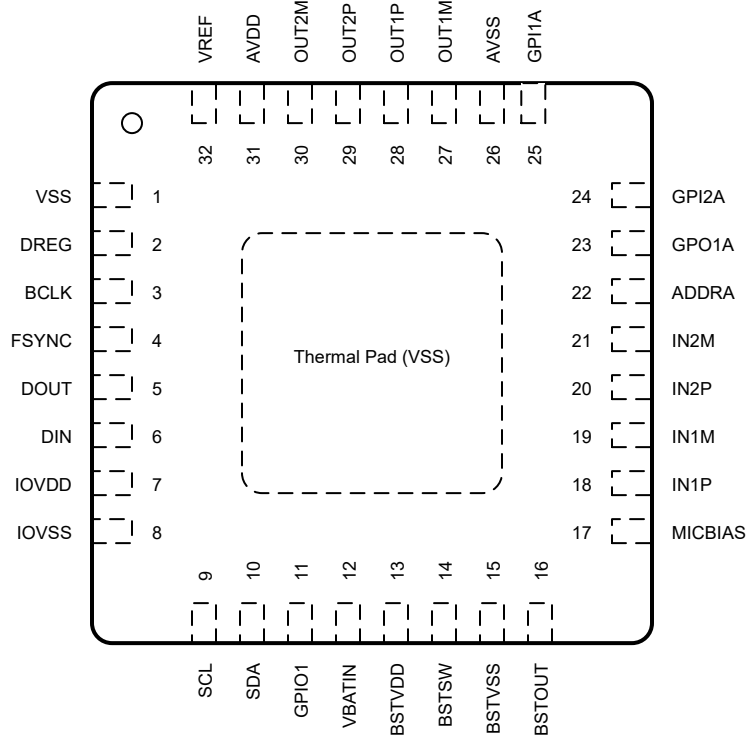 VREF
AVDD
OUT2M
OUT2P
OUT1P
OUT1M
AVSS
GPI1A
32
31
30
29
28
27
26
25
VSS 1
DREG 2
BCLK 3
FSYNC 4
DOUT 5
DIN 6
IOVDD 7
IOVSS 8
Thermal Pad (VSS)
24 GPI2A
23 GPO1A
22 ADDRA
21 IN2M
20 IN2P
19 IN1M
18 IN1P
17 MICBIAS
9
10
11
12
13
14
15
16
SCL
SDA
GPIO1
VBATIN
BSTVDD
BSTSW
BSTVSS
BSTOUT